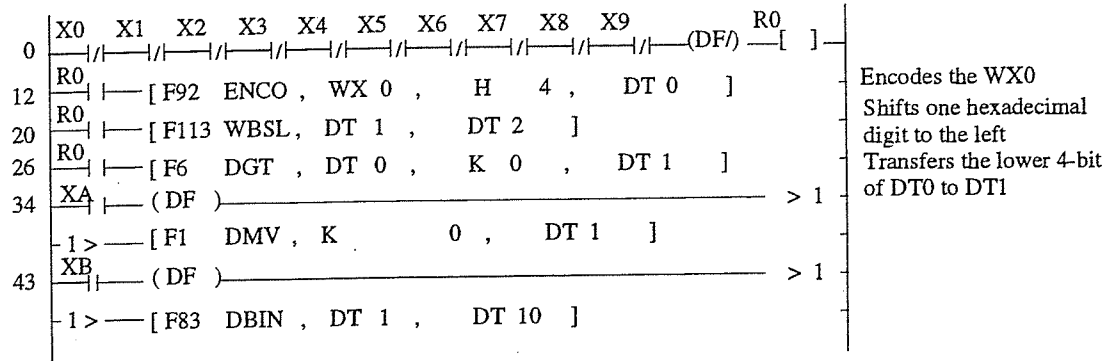 X0 X1 X2 X3 X4 X5 X6 X7 X8 X9 R0
0 (DF/) [ ]
R0
12 [ F92 ENCO , WX 0 , H 4 , DT 0 ] Encodes the WX0
R0
20 [ F113 WBSL, DT 1 , DT 2 ] Shifts one hexadecimal digit to the left
R0
26 [ F6 DGT , DT 0 , K 0 , DT 1 ] Transfers the lower 4-bit of DT0 to DT1
XA
34 ( DF ) > 1
1 > [ F1 DMV , K 0 , DT 1 ]
XB
43 ( DF ) > 1
1 > [ F83 DBIN , DT 1 , DT 10 ]